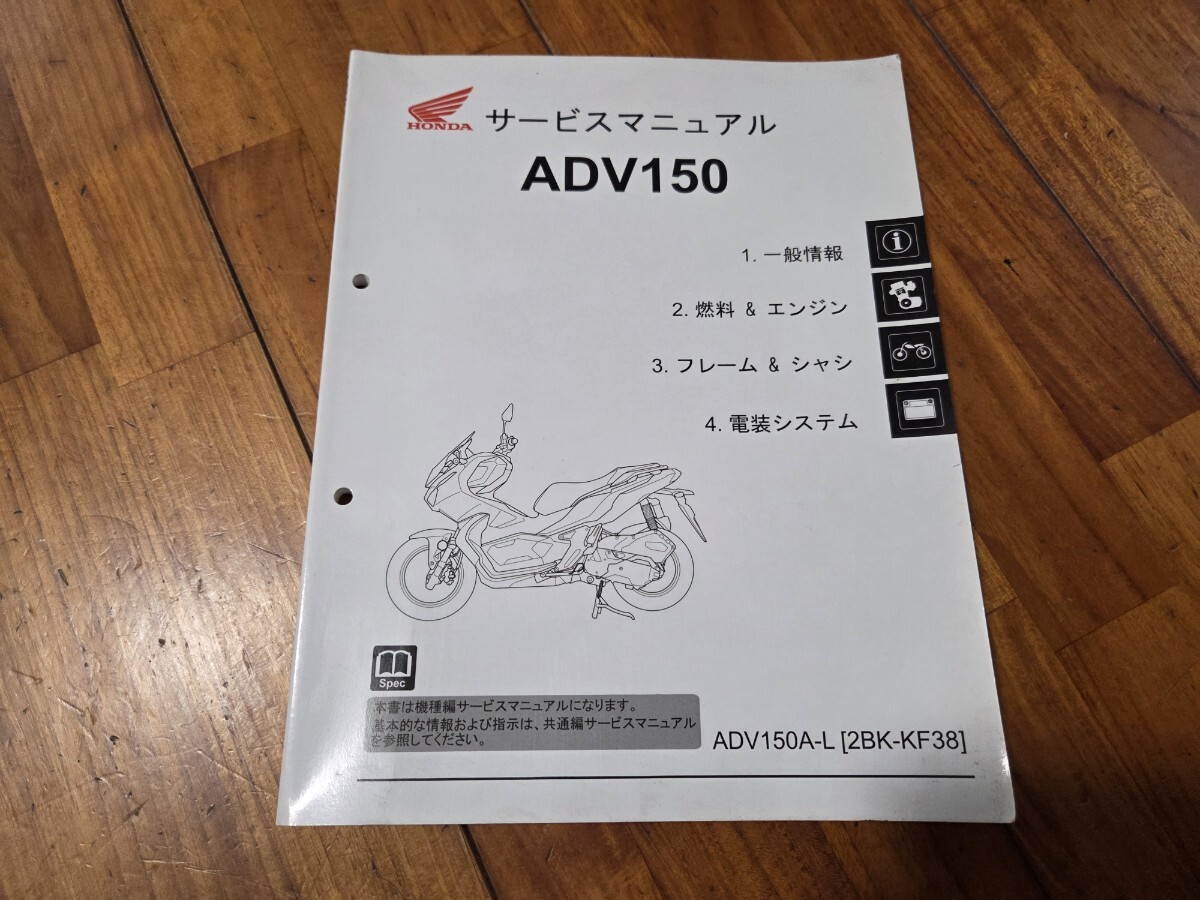 HONDA
サービスマニュアル
ADV150
1. 一般情報
2. 燃料 & エンジン
3. フレーム & シャシ
4. 電装システム
Spec
本書は機種編サービスマニュアルになります。
基本的な情報および指示は、共通編サービスマニュアル
を参照してください。
ADV150A-L [2BK-KF38]